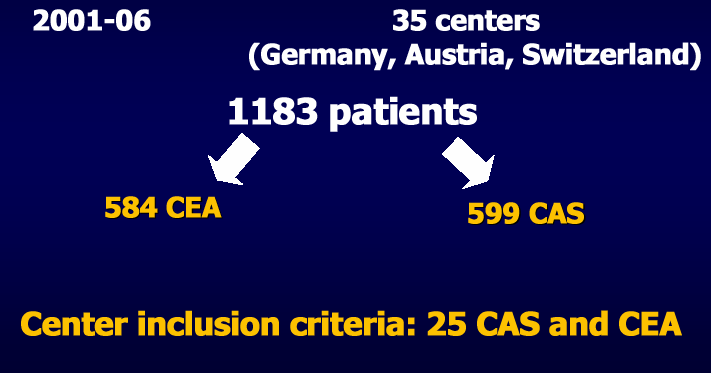 2001-06
35 centers
(Germany, Austria, Switzerland)
1183 patients
584 CEA
599 CAS
Center inclusion criteria: 25 CAS and CEA